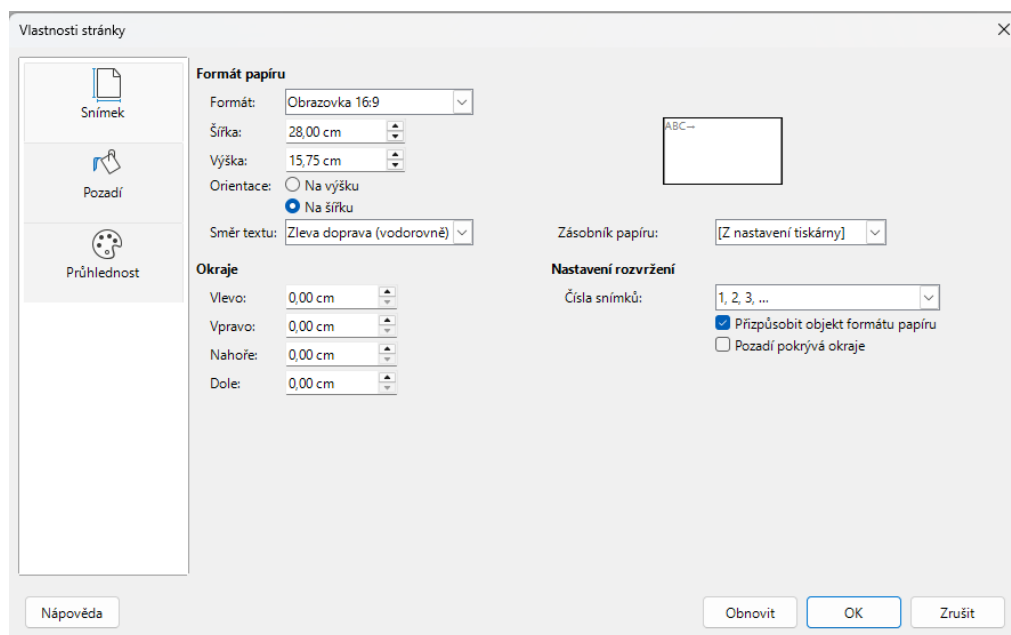 Vlastnosti stránky
Snímek
Pozadí
Průhlednost
Formát papíru
Formát: Obrazovka 16:9
Šířka: 28,00 cm
Výška: 15,75 cm
Orientace: Na výšku
Na šířku
Směr textu: Zleva doprava (vodorovně)
ABC→
Zásobník papíru: [Z nastavení tiskárny]
Okraje
Vlevo: 0,00 cm
Vpravo: 0,00 cm
Nahoře: 0,00 cm
Dole: 0,00 cm
Nastavení rozvržení
Čísla snímků: 1, 2, 3, ...
Přizpůsobit objekt formátu papíru
Pozadí pokrývá okraje
Nápověda
Obnovit
OK
Zrušit